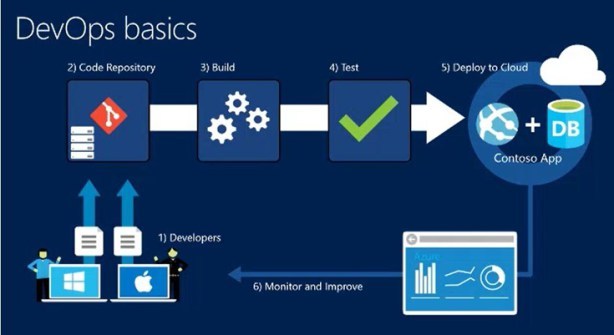 DevOps basics
2) Code Repository
3) Build
4) Test
5) Deploy to Cloud
+
DB
Contoso App
1) Developers
Azure
6) Monitor and Improve